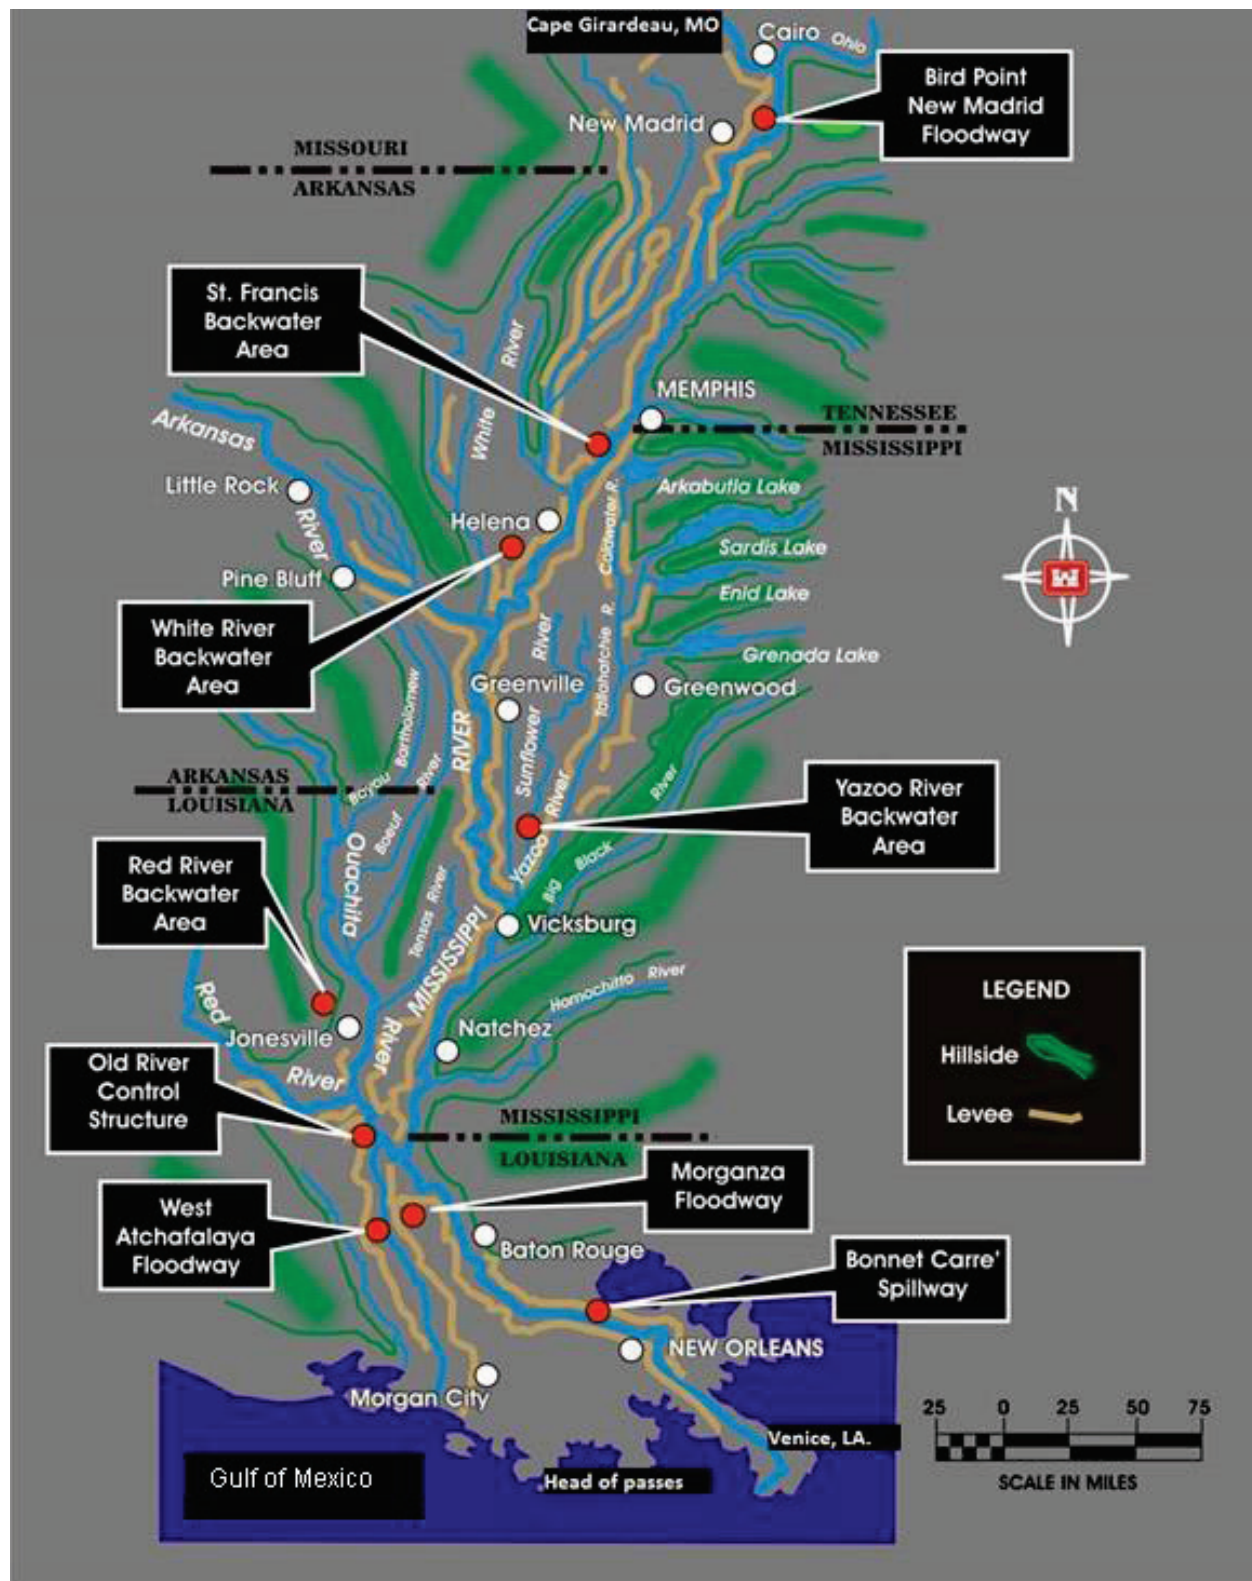 Cape Girardeau, MO
Cairo
Ohio
Bird Point
New Madrid
Floodway
New Madrid
MISSOURI
ARKANSAS
St. Francis
Backwater
Area
White River
MEMPHIS
TENNESSEE
MISSISSIPPI
Arkansas River
Little Rock
Helena
Coldwater R.
Arkabutla Lake
Sardis Lake
N
Pine Bluff
Enid Lake
White River
Backwater
Area
Tallahatchie R.
Grenada Lake
Greenville
Greenwood
Sunflower River
Bayou Bartholomew
ARKANSAS
LOUISIANA
Boeuf River
Yazoo River
Backwater
Area
Yazoo River
Big Black River
Red River
Backwater
Area
Ouachita River
Tensas River
MISSISSIPPI RIVER
Vicksburg
Homochitto River
Red River
Jonesville
Natchez
LEGEND
Hillside
Levee
Old River
Control
Structure
MISSISSIPPI
LOUISIANA
Morganza
Floodway
West
Atchafalaya
Floodway
Baton Rouge
Bonnet Carre'
Spillway
NEW ORLEANS
Morgan City
25 0 25 50 75
SCALE IN MILES
Venice, LA.
Gulf of Mexico
Head of passes